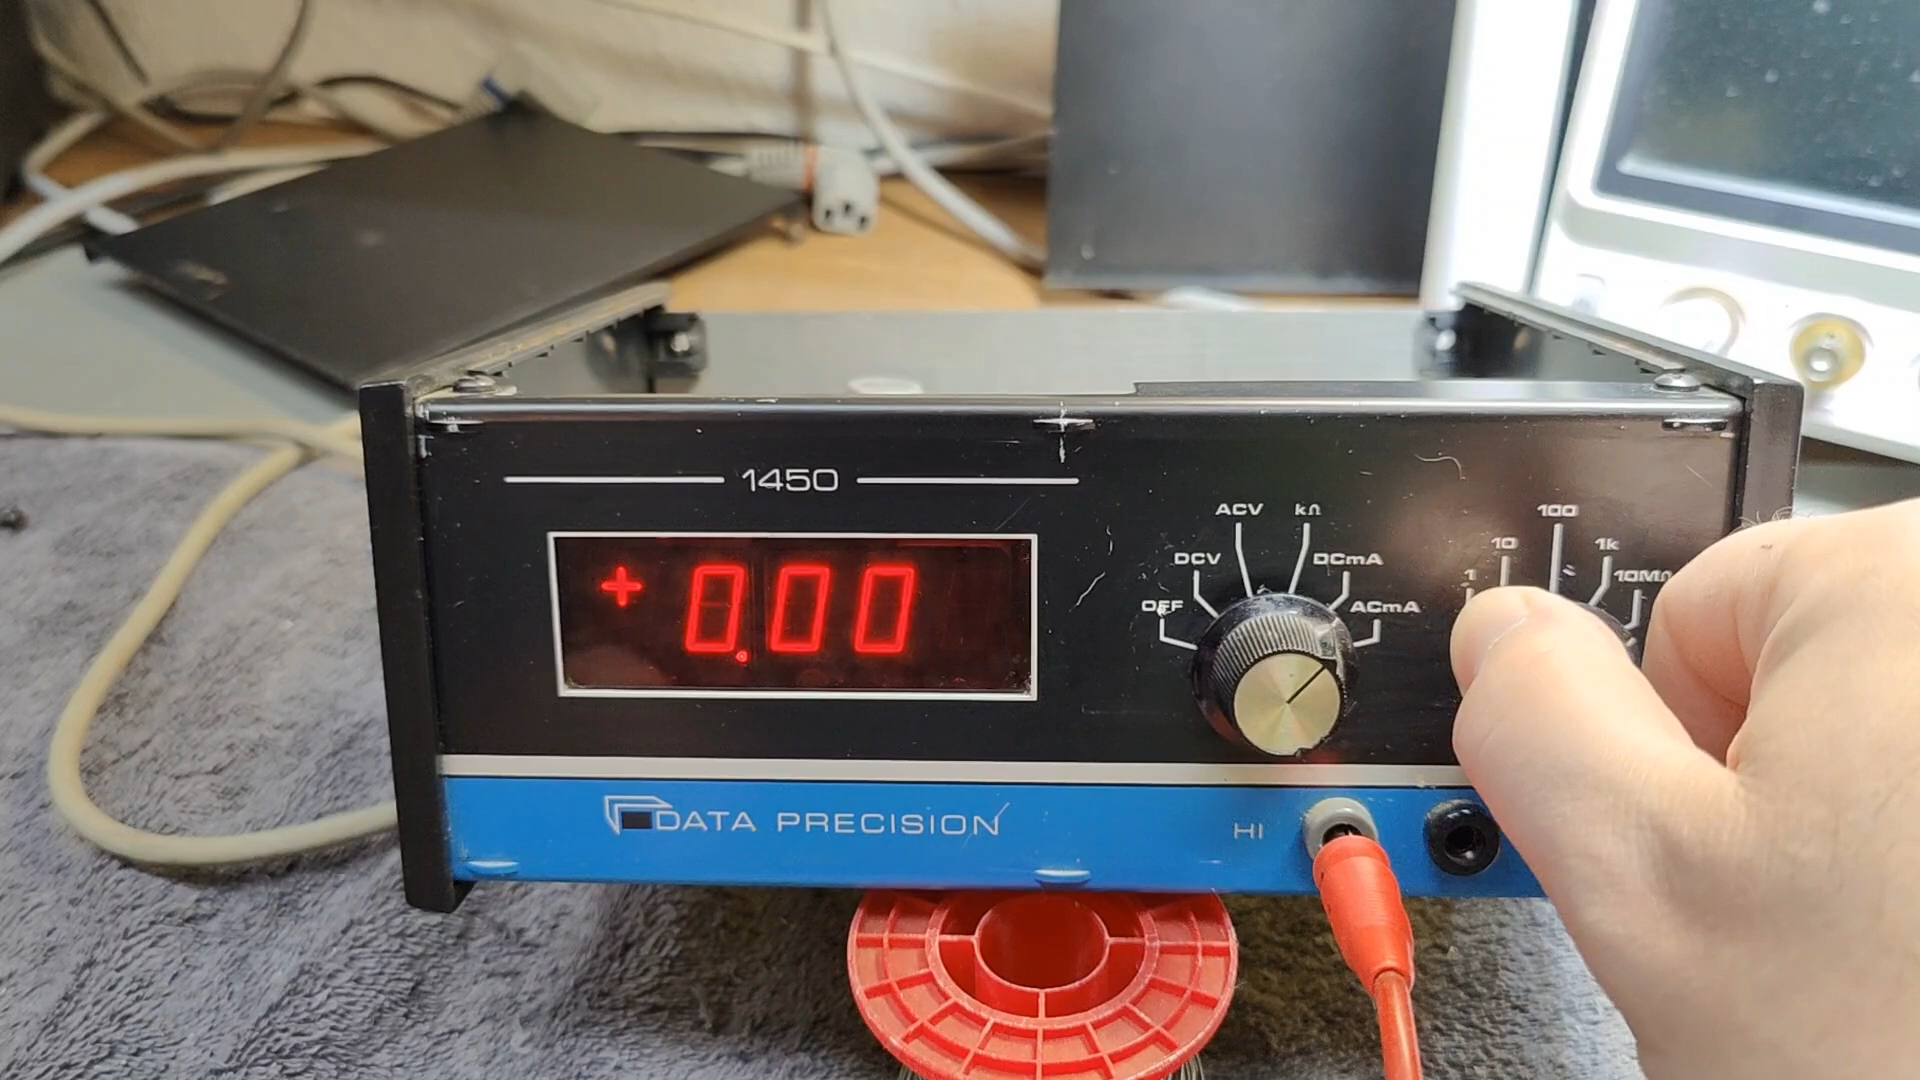 1450
+ 0.00
OFF
DCV
ACV
kΩ
DCmA
ACmA
1
10
100
1k
10MΩ
DATA PRECISION
HI